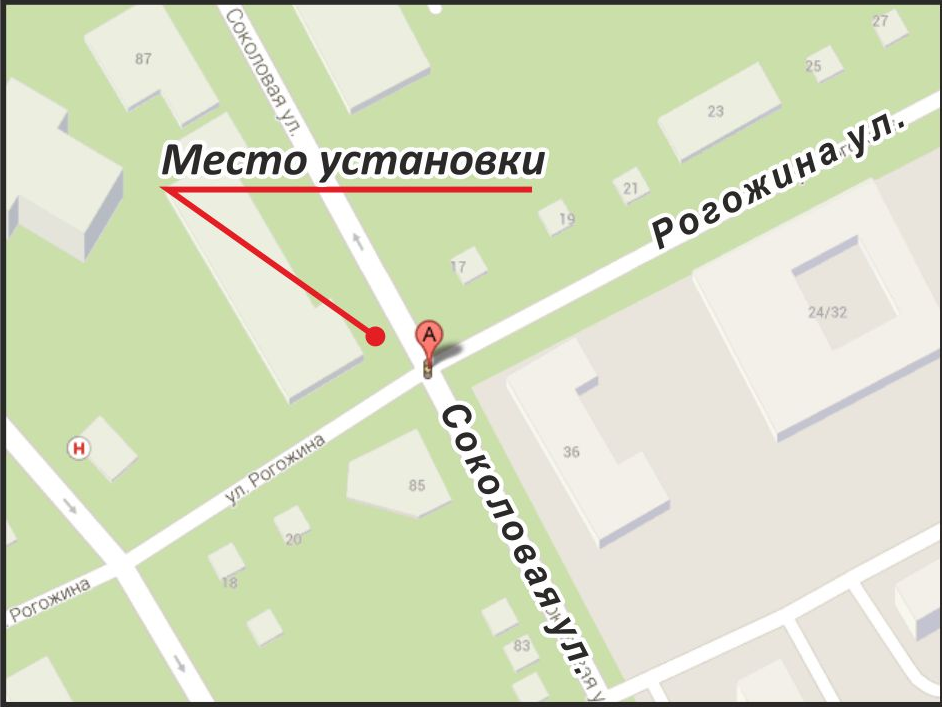 27
Соколовая ул.
87
25
23
Рогожина ул.
Место установки
21
19
17
24/32
A
Соколовая ул.
36
H
ул. Рогожина
85
20
18
Рогожина
83